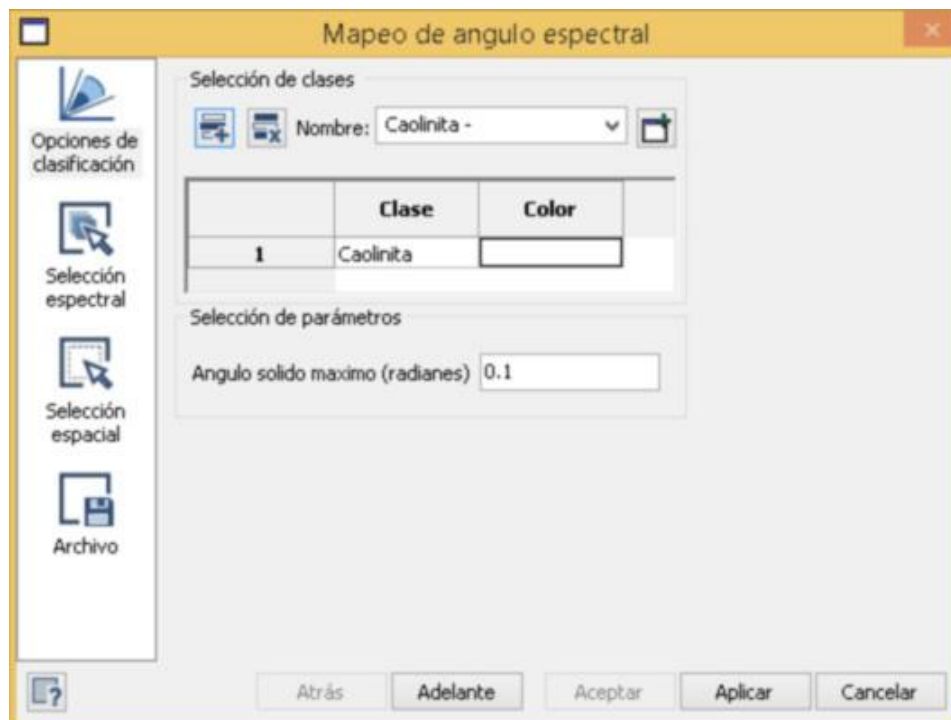 Mapeo de angulo espectral
Opciones de
clasificación
Selección
espectral
Selección
espacial
Archivo
Selección de clases
Nombre: Caolinita -
Clase Color
1 Caolinita
Selección de parámetros
Angulo solido maximo (radianes) 0.1
Atrás Adelante Aceptar Aplicar Cancelar